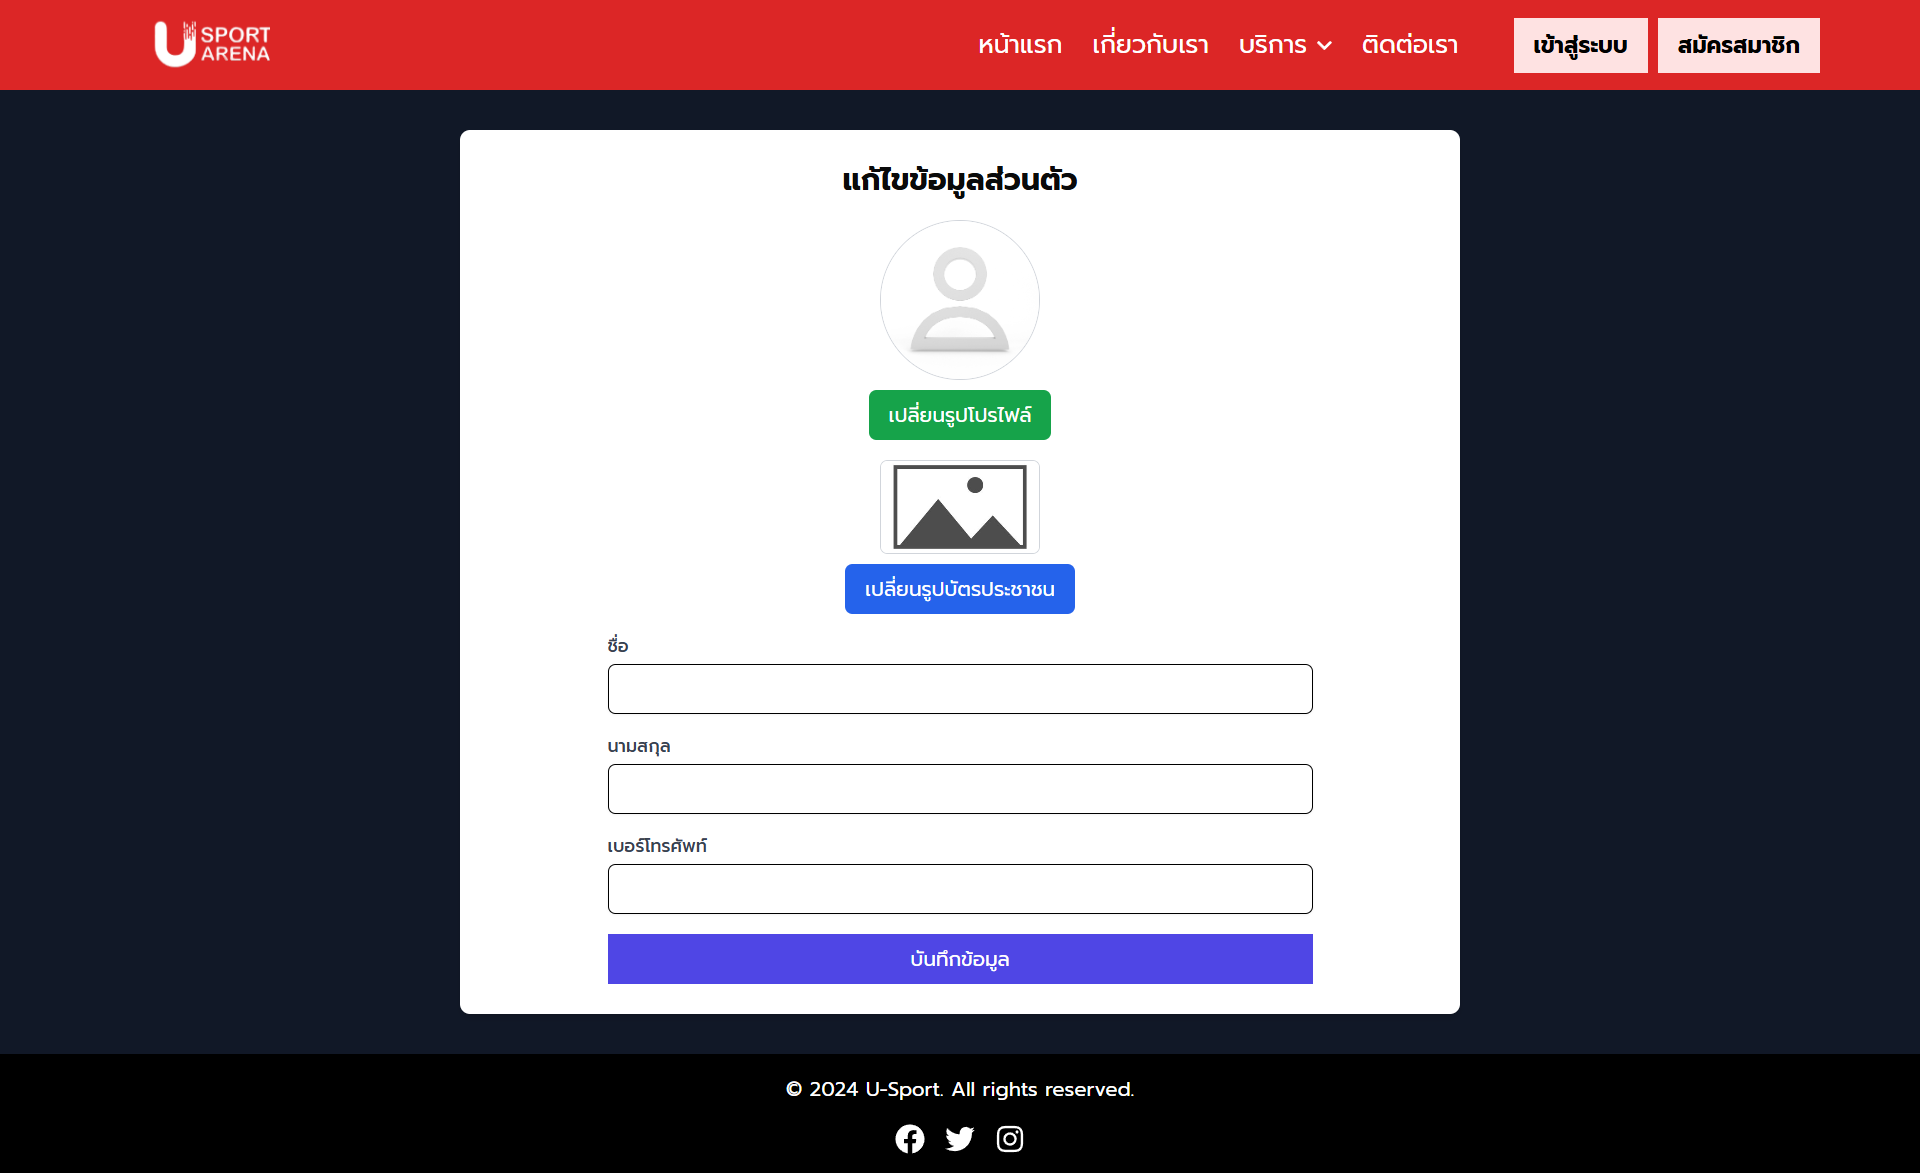 U SPORT ARENA
หน้าแรก เกี่ยวกับเรา บริการ ติดต่อเรา เข้าสู่ระบบ สมัครสมาชิก
แก้ไขข้อมูลส่วนตัว
เปลี่ยนรูปโปรไฟล์
เปลี่ยนรูปบัตรประชาชน
ชื่อ
นามสกุล
เบอร์โทรศัพท์
บันทึกข้อมูล
© 2024 U-Sport. All rights reserved.